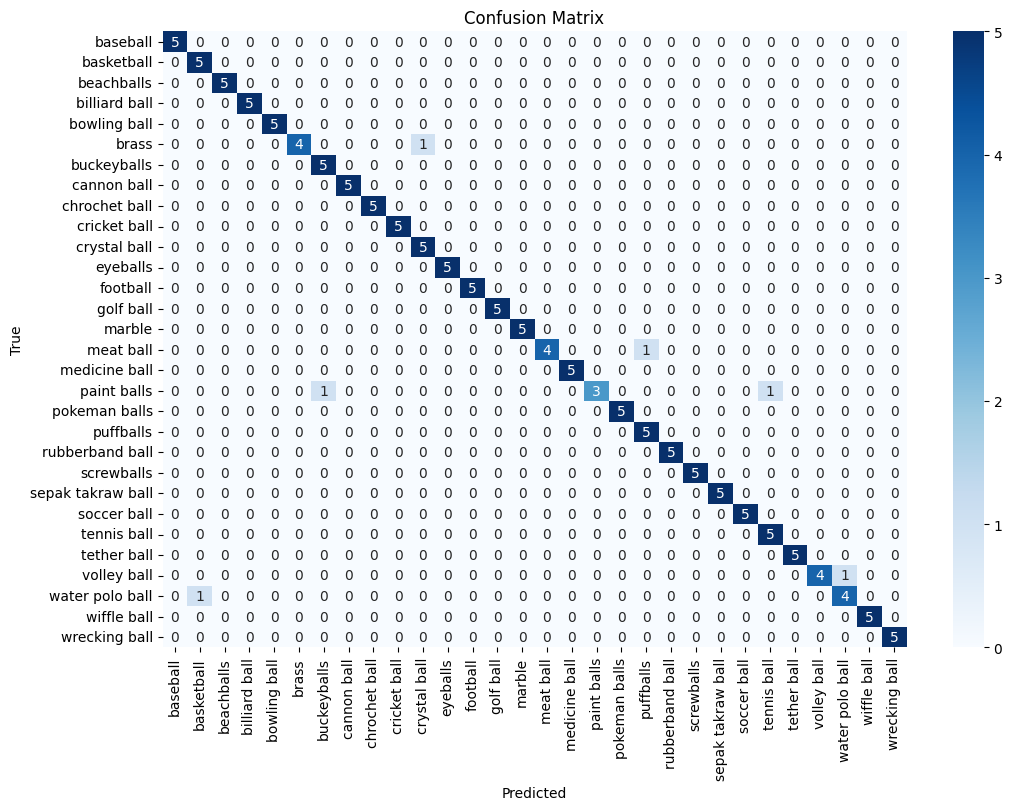 Confusion Matrix
True
baseball 5 0 0 0 0 0 0 0 0 0 0 0 0 0 0 0 0 0 0 0 0 0 0 0 0 0 0 0 0 0
basketball 0 5 0 0 0 0 0 0 0 0 0 0 0 0 0 0 0 0 0 0 0 0 0 0 0 0 0 0 0 0
beachballs 0 0 5 0 0 0 0 0 0 0 0 0 0 0 0 0 0 0 0 0 0 0 0 0 0 0 0 0 0 0
billiard ball 0 0 0 5 0 0 0 0 0 0 0 0 0 0 0 0 0 0 0 0 0 0 0 0 0 0 0 0 0 0
bowling ball 0 0 0 0 5 0 0 0 0 0 0 0 0 0 0 0 0 0 0 0 0 0 0 0 0 0 0 0 0 0
brass 0 0 0 0 0 4 0 0 0 0 1 0 0 0 0 0 0 0 0 0 0 0 0 0 0 0 0 0 0 0
buckeyballs 0 0 0 0 0 0 5 0 0 0 0 0 0 0 0 0 0 0 0 0 0 0 0 0 0 0 0 0 0 0
cannon ball 0 0 0 0 0 0 0 5 0 0 0 0 0 0 0 0 0 0 0 0 0 0 0 0 0 0 0 0 0 0
chrochet ball 0 0 0 0 0 0 0 0 5 0 0 0 0 0 0 0 0 0 0 0 0 0 0 0 0 0 0 0 0 0
cricket ball 0 0 0 0 0 0 0 0 0 5 0 0 0 0 0 0 0 0 0 0 0 0 0 0 0 0 0 0 0 0
crystal ball 0 0 0 0 0 0 0 0 0 0 5 0 0 0 0 0 0 0 0 0 0 0 0 0 0 0 0 0 0 0
eyeballs 0 0 0 0 0 0 0 0 0 0 0 5 0 0 0 0 0 0 0 0 0 0 0 0 0 0 0 0 0 0
football 0 0 0 0 0 0 0 0 0 0 0 0 5 0 0 0 0 0 0 0 0 0 0 0 0 0 0 0 0 0
golf ball 0 0 0 0 0 0 0 0 0 0 0 0 0 5 0 0 0 0 0 0 0 0 0 0 0 0 0 0 0 0
marble 0 0 0 0 0 0 0 0 0 0 0 0 0 0 5 0 0 0 0 0 0 0 0 0 0 0 0 0 0 0
meat ball 0 0 0 0 0 0 0 0 0 0 0 0 0 0 0 4 0 0 0 1 0 0 0 0 0 0 0 0 0 0
medicine ball 0 0 0 0 0 0 0 0 0 0 0 0 0 0 0 0 5 0 0 0 0 0 0 0 0 0 0 0 0 0
paint balls 0 0 0 0 0 0 1 0 0 0 0 0 0 0 0 0 0 3 0 0 0 0 0 0 1 0 0 0 0 0
pokeman balls 0 0 0 0 0 0 0 0 0 0 0 0 0 0 0 0 0 0 5 0 0 0 0 0 0 0 0 0 0 0
puffballs 0 0 0 0 0 0 0 0 0 0 0 0 0 0 0 0 0 0 0 5 0 0 0 0 0 0 0 0 0 0
rubberband ball 0 0 0 0 0 0 0 0 0 0 0 0 0 0 0 0 0 0 0 0 5 0 0 0 0 0 0 0 0 0
screwballs 0 0 0 0 0 0 0 0 0 0 0 0 0 0 0 0 0 0 0 0 0 5 0 0 0 0 0 0 0 0
sepak takraw ball 0 0 0 0 0 0 0 0 0 0 0 0 0 0 0 0 0 0 0 0 0 0 5 0 0 0 0 0 0 0
soccer ball 0 0 0 0 0 0 0 0 0 0 0 0 0 0 0 0 0 0 0 0 0 0 0 5 0 0 0 0 0 0
tennis ball 0 0 0 0 0 0 0 0 0 0 0 0 0 0 0 0 0 0 0 0 0 0 0 0 5 0 0 0 0 0
tether ball 0 0 0 0 0 0 0 0 0 0 0 0 0 0 0 0 0 0 0 0 0 0 0 0 0 5 0 0 0 0
volley ball 0 0 0 0 0 0 0 0 0 0 0 0 0 0 0 0 0 0 0 0 0 0 0 0 0 0 4 1 0 0
water polo ball 0 1 0 0 0 0 0 0 0 0 0 0 0 0 0 0 0 0 0 0 0 0 0 0 0 0 0 4 0 0
wiffle ball 0 0 0 0 0 0 0 0 0 0 0 0 0 0 0 0 0 0 0 0 0 0 0 0 0 0 0 0 5 0
wrecking ball 0 0 0 0 0 0 0 0 0 0 0 0 0 0 0 0 0 0 0 0 0 0 0 0 0 0 0 0 0 5
baseball
basketball
beachballs
billiard ball
bowling ball
brass
buckeyballs
cannon ball
chrochet ball
cricket ball
crystal ball
eyeballs
football
golf ball
marble
meat ball
medicine ball
paint balls
pokeman balls
puffballs
rubberband ball
screwballs
sepak takraw ball
soccer ball
tennis ball
tether ball
volley ball
water polo ball
wiffle ball
wrecking ball
Predicted
5
4
3
2
1
0